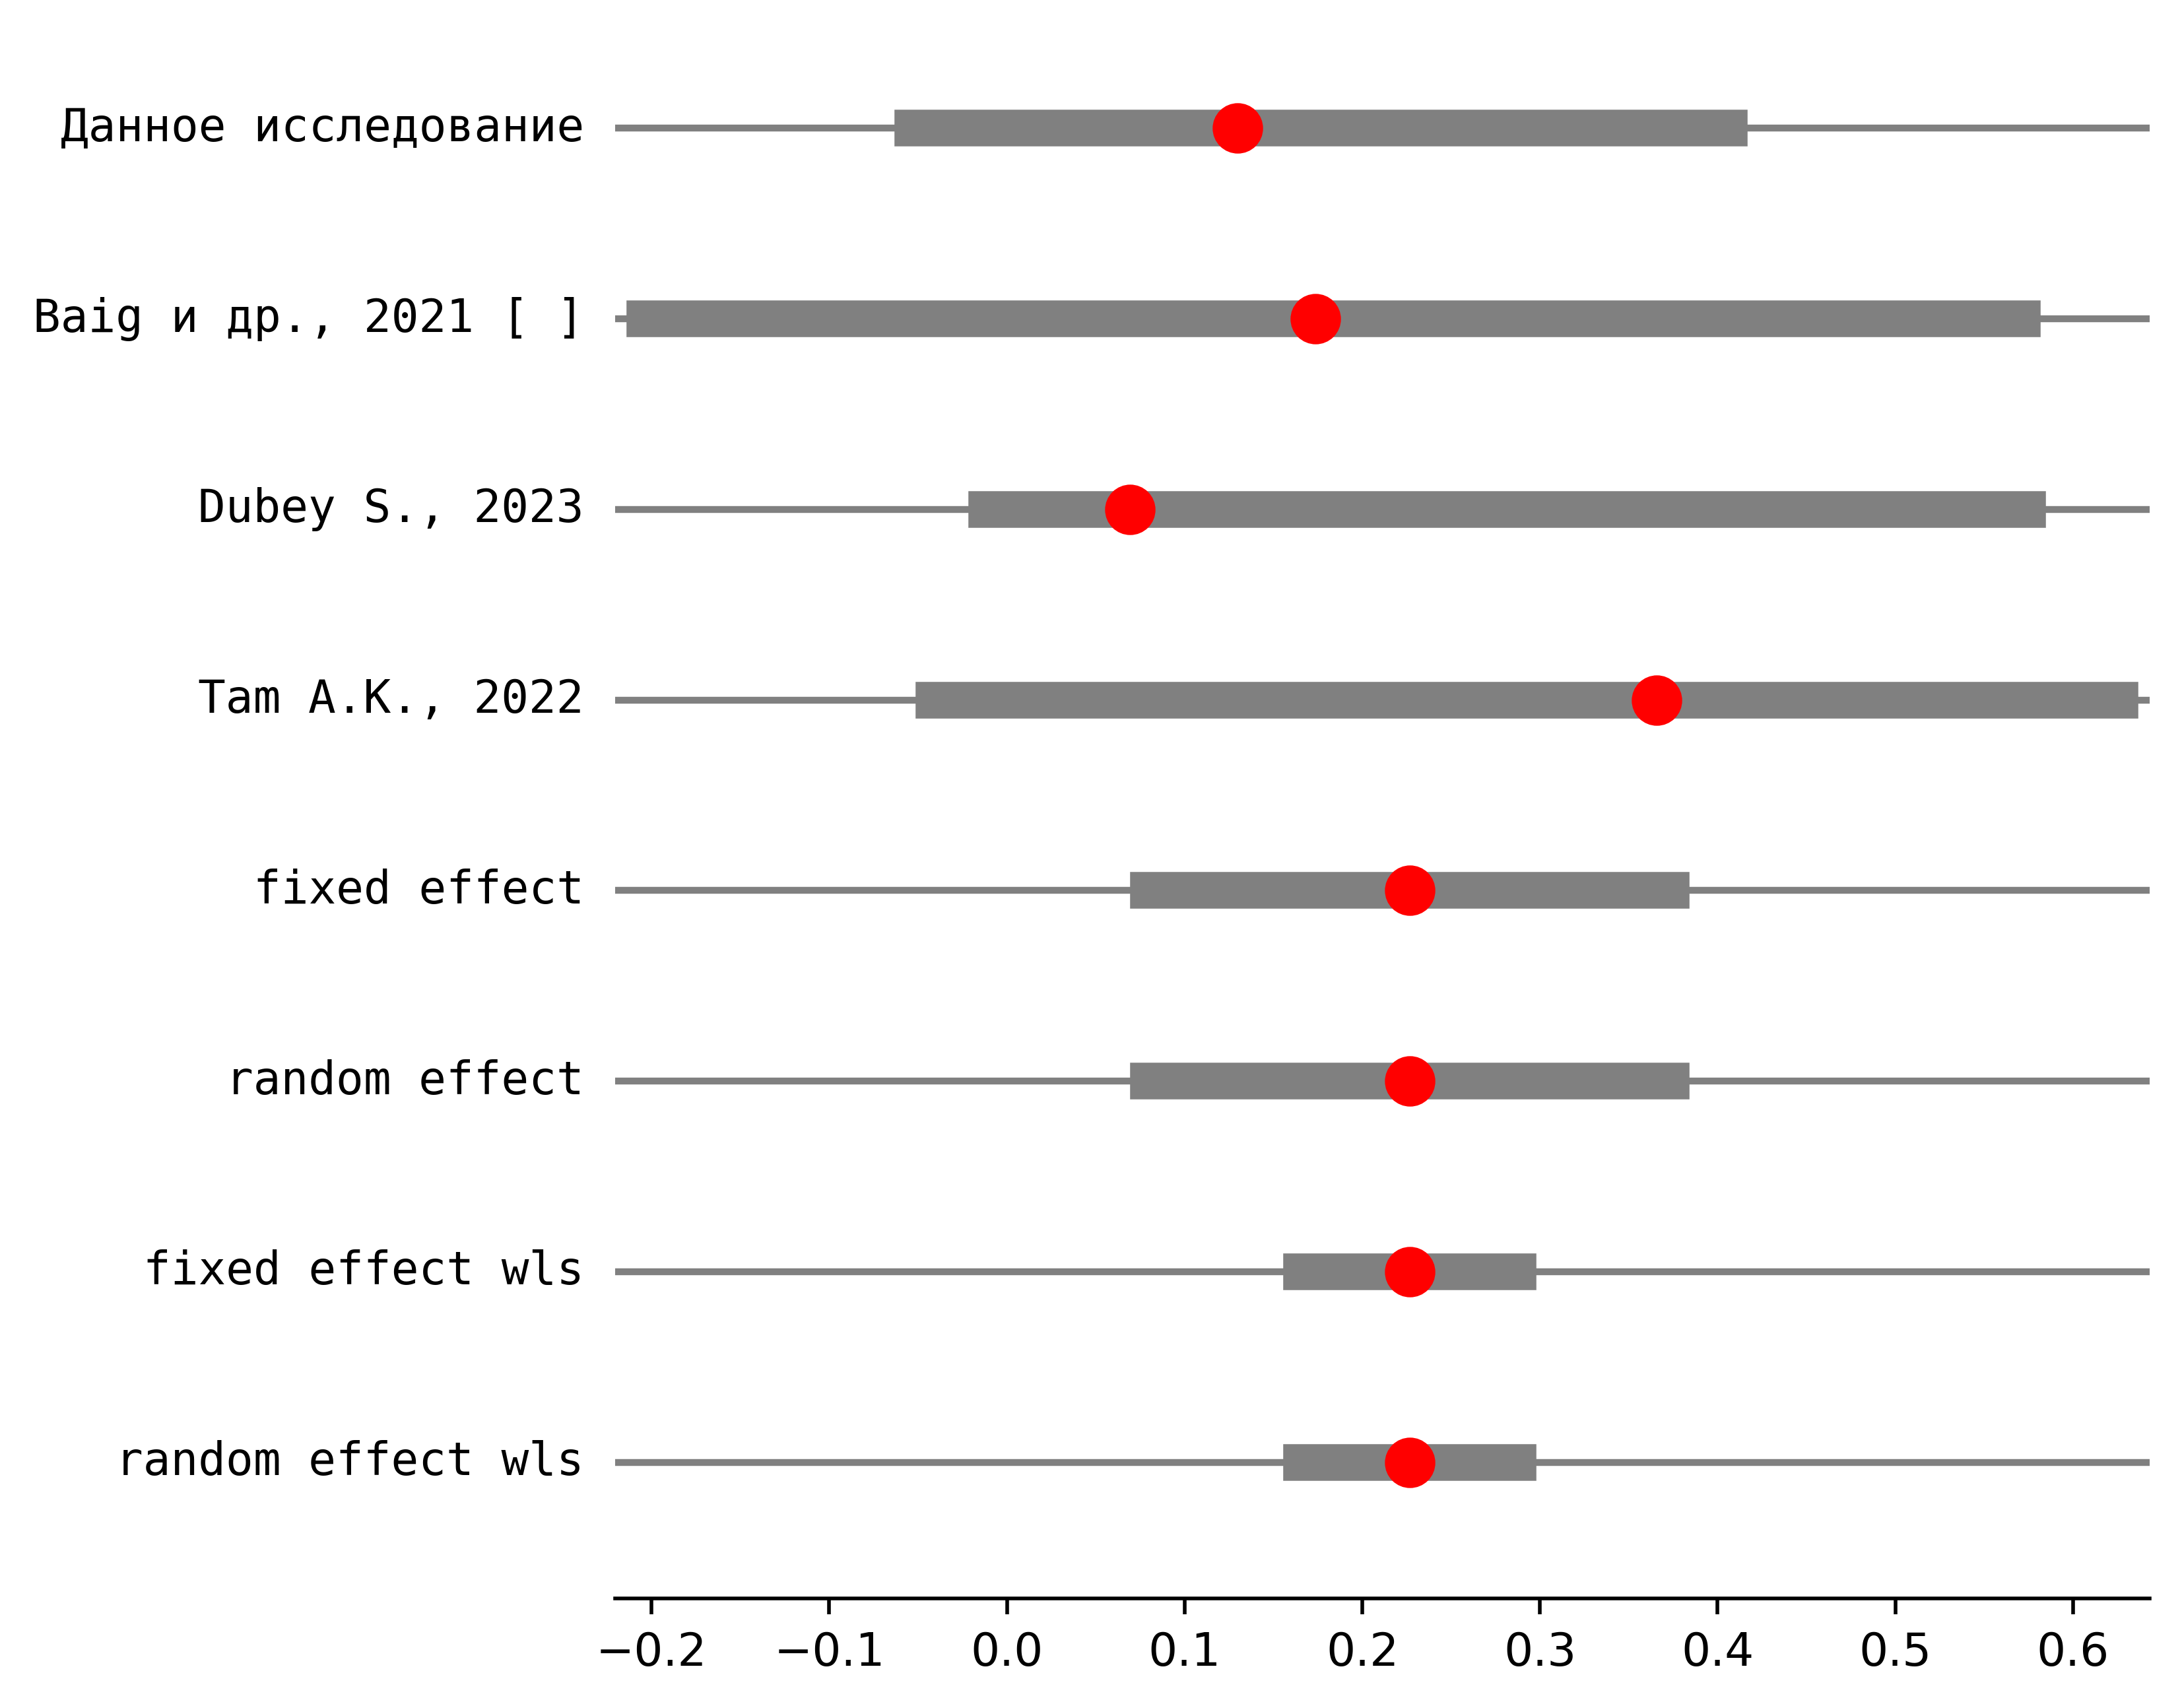 Данное исследование
Baig и др., 2021 [ ]
Dubey S., 2023
Tam A.K., 2022
fixed effect
random effect
fixed effect wls
random effect wls
−0.2 −0.1 0.0 0.1 0.2 0.3 0.4 0.5 0.6